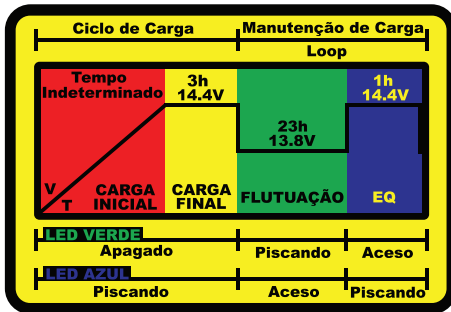 Ciclo de Carga
Manutenção de Carga
Loop
Tempo
Indeterminado
3h
14.4V
23h
13.8V
1h
14.4V
V
T
CARGA
INICIAL
CARGA
FINAL
FLUTUAÇÃO
EQ
LED VERDE
Apagado
Piscando
Aceso
LED AZUL
Piscando
Aceso
Piscando